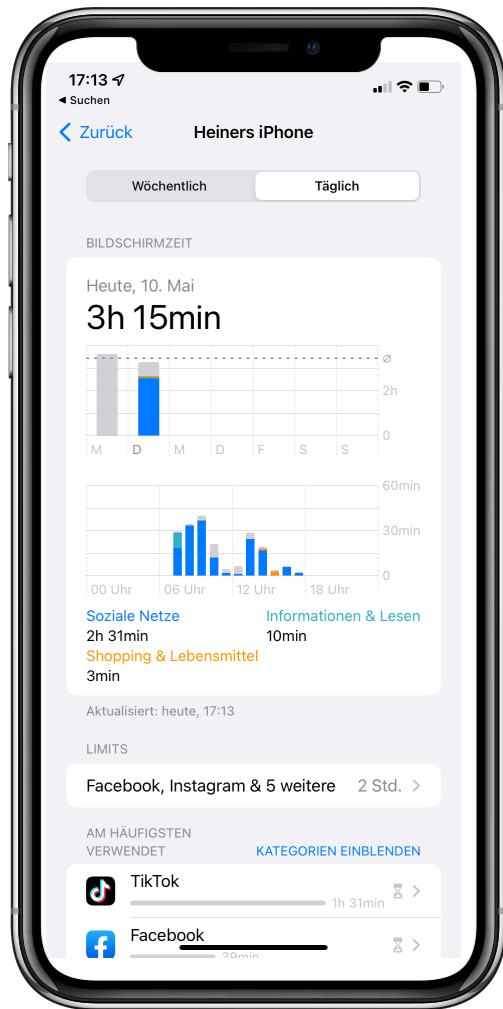 17:13
◀ Suchen
Zurück
Heiners iPhone
Wöchentlich
Täglich
BILDSCHIRMZEIT
Heute, 10. Mai
3h 15min
⌀
2h
0
M D M D F S S
60min
30min
0
00 Uhr 06 Uhr 12 Uhr 18 Uhr
Soziale Netze
2h 31min
Informationen & Lesen
10min
Shopping & Lebensmittel
3min
Aktualisiert: heute, 17:13
LIMITS
Facebook, Instagram & 5 weitere 2 Std.
AM HÄUFIGSTEN
VERWENDET
KATEGORIEN EINBLENDEN
TikTok
1h 31min
Facebook
39min